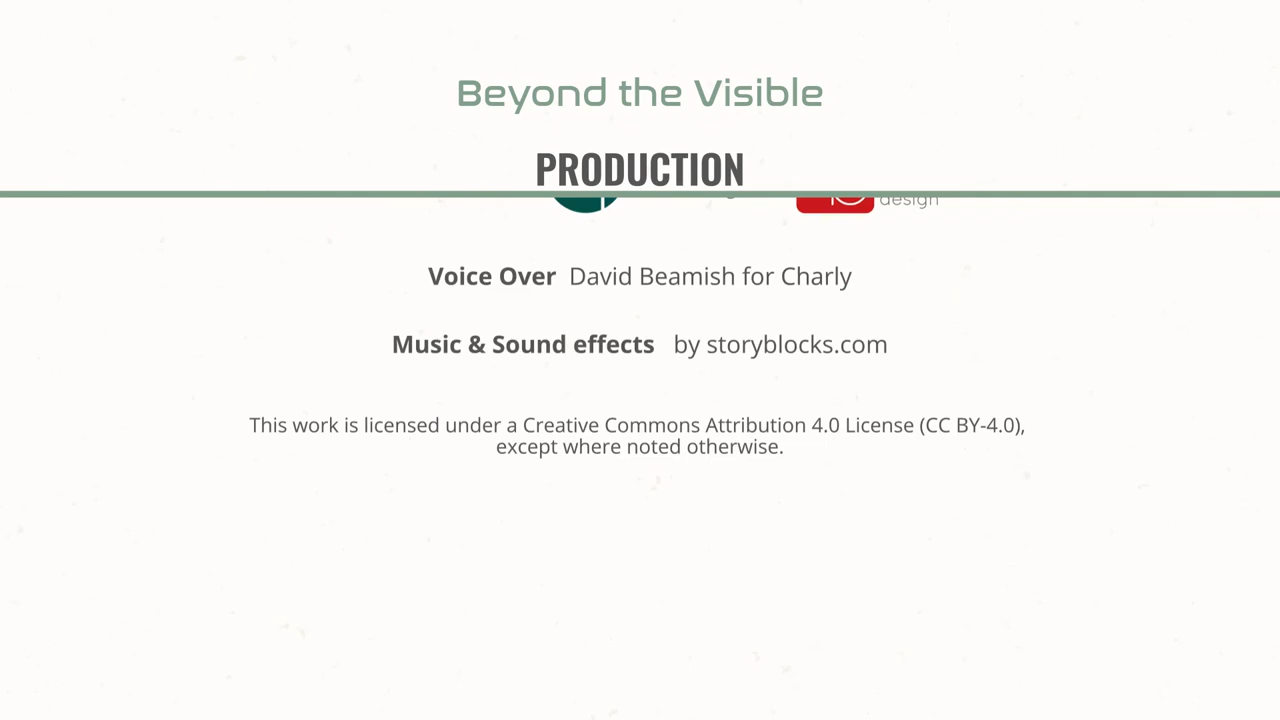 Beyond the Visible
PRODUCTION
design
Voice Over David Beamish for Charly
Music & Sound effects by storyblocks.com
This work is licensed under a Creative Commons Attribution 4.0 License (CC BY-4.0),
except where noted otherwise.